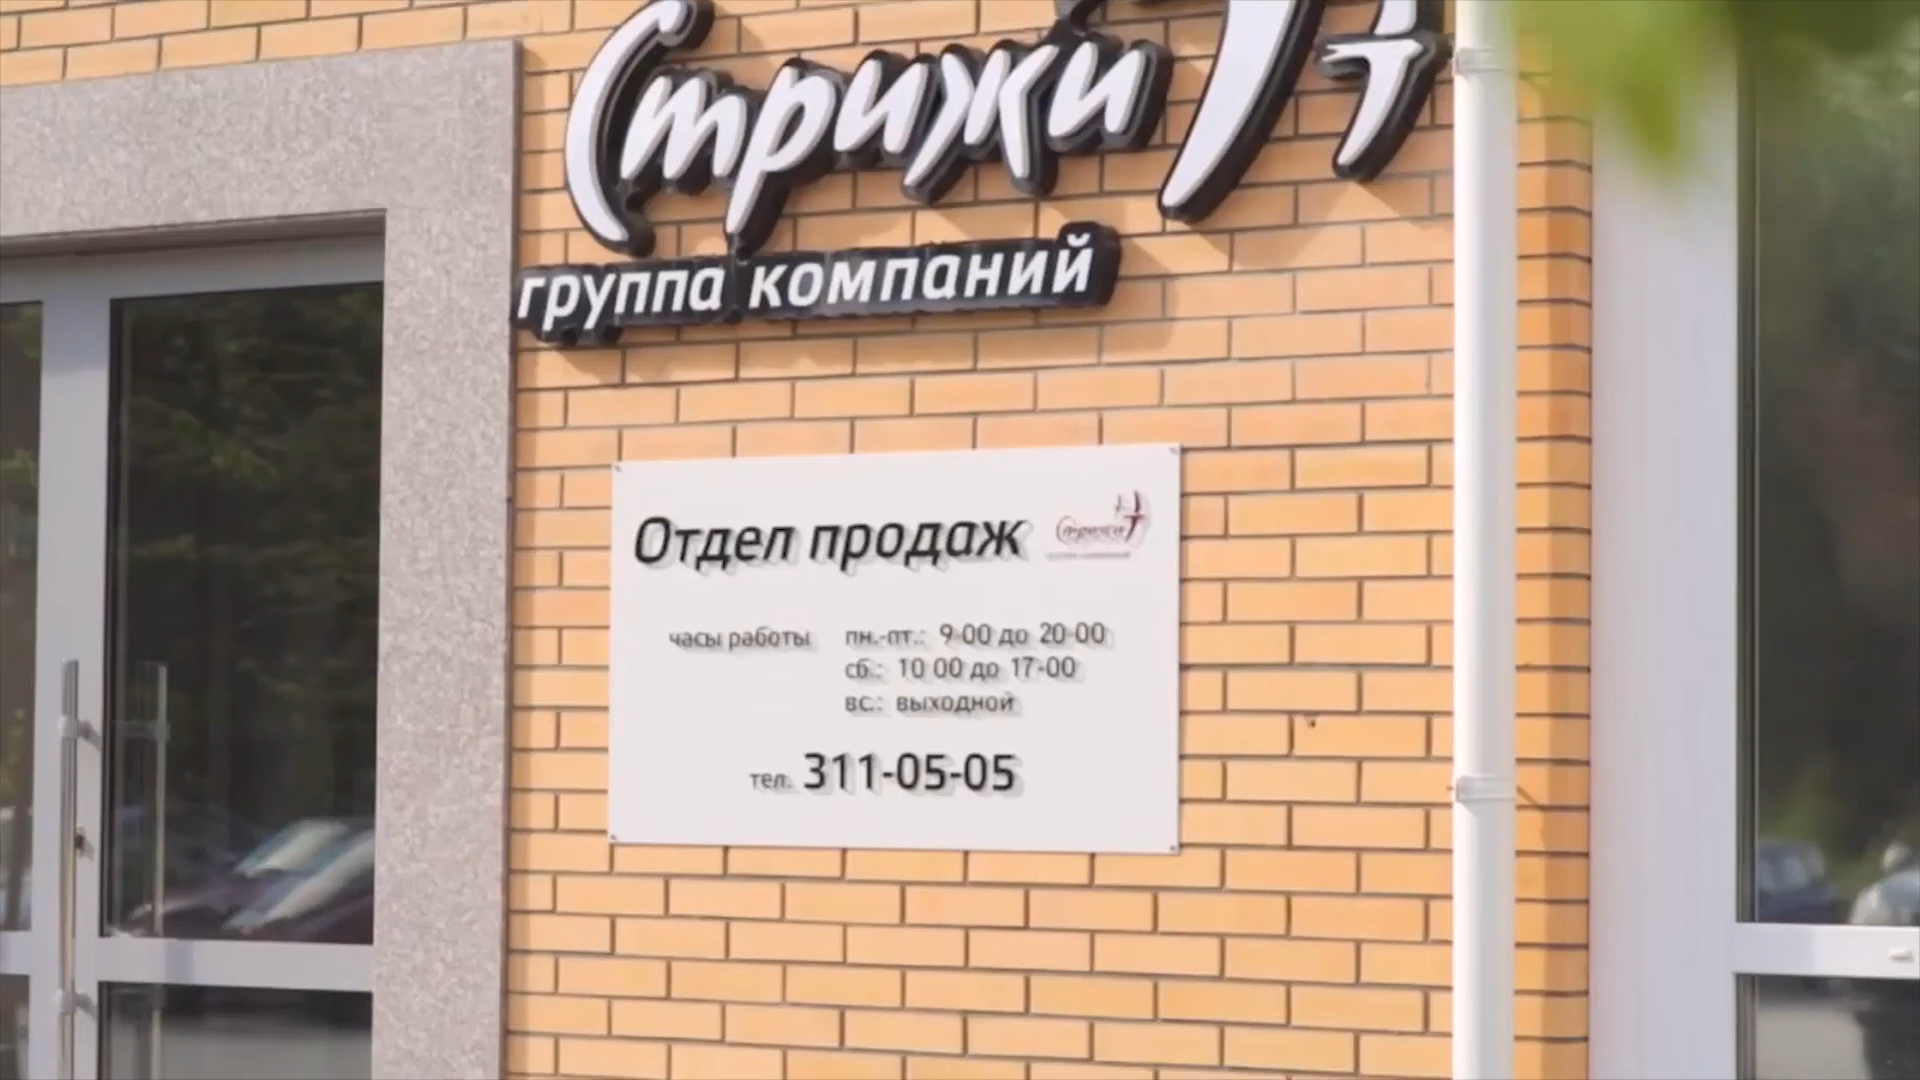 Стрижи
группа компаний
Отдел продаж
Стрижи
часы работы пн.-пт.: 9-00 до 20-00
сб.: 10 00 до 17-00
вс.: выходной
тел. 311-05-05